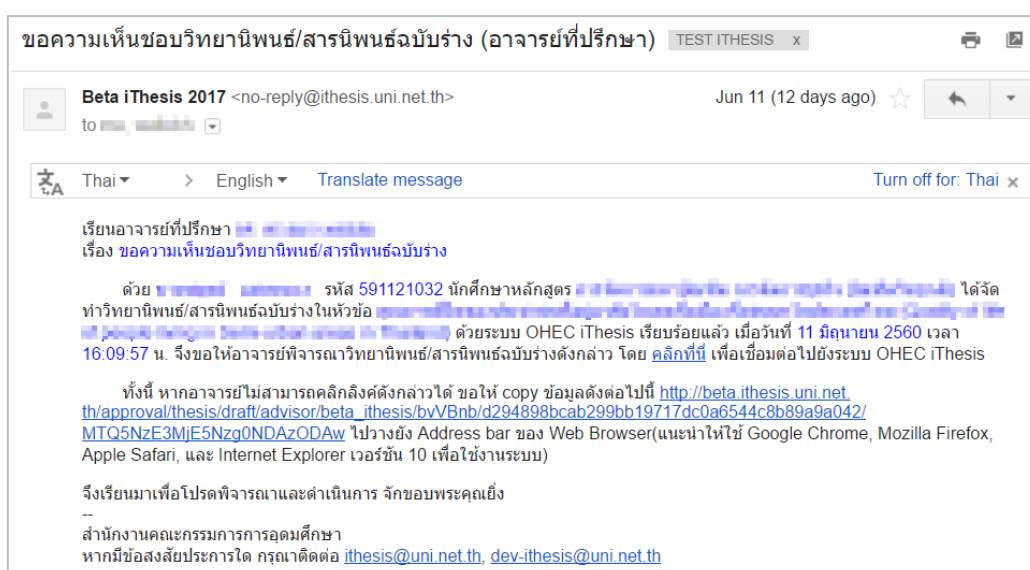 ขอความเห็นชอบวิทยานิพนธ์/สารนิพนธ์ฉบับร่าง (อาจารย์ที่ปรึกษา) TEST ITHESIS x
Beta iThesis 2017 <no-reply@ithesis.uni.net.th> Jun 11 (12 days ago)
to
Thai > English Translate message Turn off for: Thai x
เรียนอาจารย์ที่ปรึกษา
เรื่อง ขอความเห็นชอบวิทยานิพนธ์/สารนิพนธ์ฉบับร่าง
ด้วย รหัส 591121032 นักศึกษาหลักสูตร ได้จัด
ทำวิทยานิพนธ์/สารนิพนธ์ฉบับร่างในหัวข้อ
ด้วยระบบ OHEC iThesis เรียบร้อยแล้ว เมื่อวันที่ 11 มิถุนายน 2560 เวลา
16:09:57 น. จึงขอให้อาจารย์พิจารณาวิทยานิพนธ์/สารนิพนธ์ฉบับร่างดังกล่าว โดย คลิกที่นี่ เพื่อเชื่อมต่อไปยังระบบ OHEC iThesis
ทั้งนี้ หากอาจารย์ไม่สามารถคลิกลิงค์ดังกล่าวได้ ขอให้ copy ข้อมูลดังต่อไปนี้ http://beta.ithesis.uni.net.
th/approval/thesis/draft/advisor/beta_ithesis/bvVBnb/d294898bcab299bb19717dc0a6544c8b89a9a042/
MTQ5NzE3MjE5Nzg0NDAzODAw ไปวางยัง Address bar ของ Web Browser(แนะนำให้ใช้ Google Chrome, Mozilla Firefox,
Apple Safari, และ Internet Explorer เวอร์ชัน 10 เพื่อใช้งานระบบ)
จึงเรียนมาเพื่อโปรดพิจารณาและดำเนินการ จักขอบพระคุณยิ่ง
--
สำนักงานคณะกรรมการการอุดมศึกษา
หากมีข้อสงสัยประการใด กรุณาติดต่อ ithesis@uni.net.th, dev-ithesis@uni.net.th